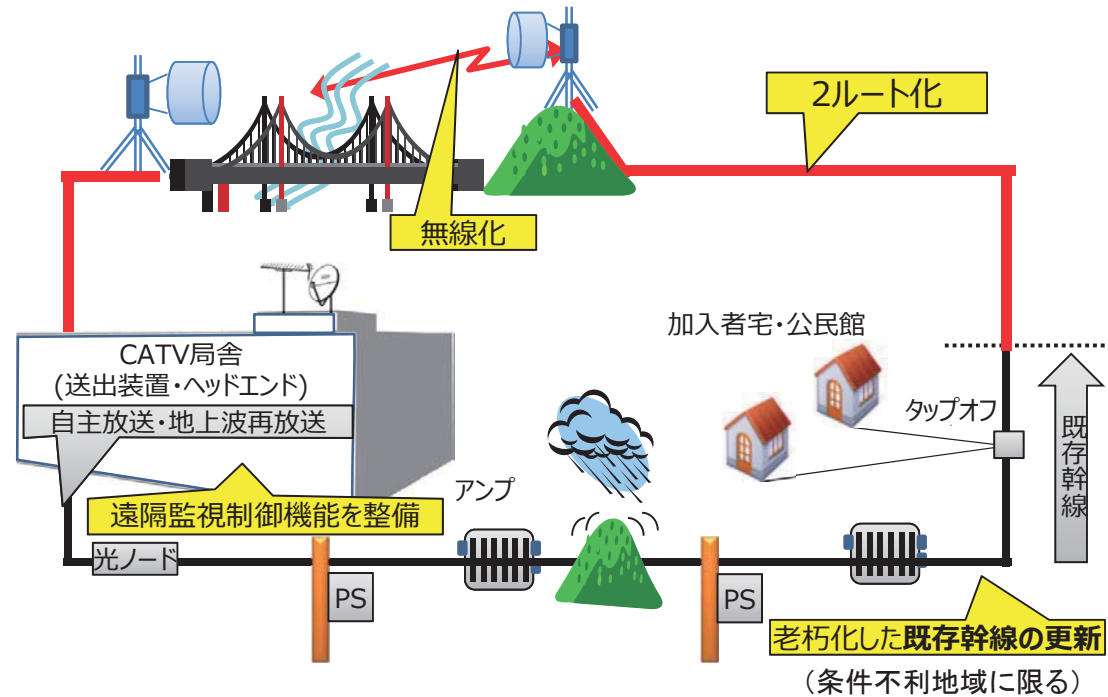 2ルート化
無線化
加入者宅・公民館
CATV局舎
(送出装置・ヘッドエンド)
自主放送・地上波再放送
タップオフ
既存幹線
アンプ
遠隔監視制御機能を整備
光ノード
PS
PS
老朽化した既存幹線の更新
(条件不利地域に限る)